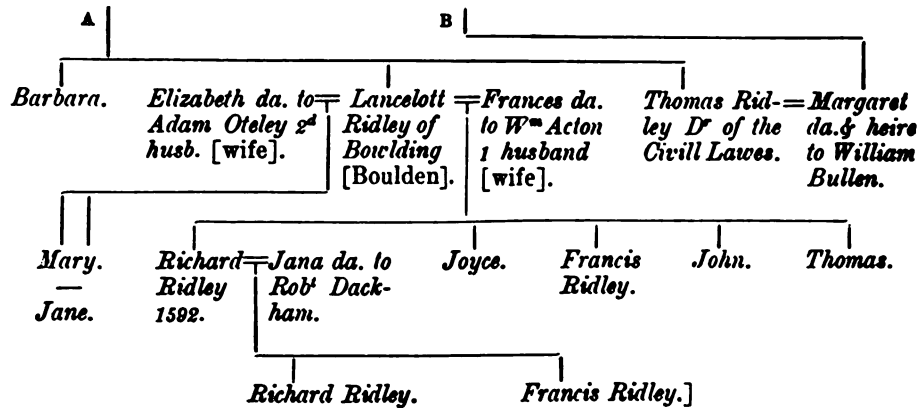 A
B
Barbara.
Elizabeth da. to
Adam Oteley 2d
husb. [wife].
Lancelott
Ridley of
Bowlding
[Boulden].
Frances da.
to Wm Acton
1 husband
[wife].
Thomas Rid-
ley Dr of the
Civill Lawes.
Margaret
da. & heire
to William
Bullen.
Mary.
—
Jane.
Richard
Ridley
1592.
Jana da. to
Robt Dack-
ham.
Joyce.
Francis
Ridley.
John.
Thomas.
Richard Ridley.
Francis Ridley.]